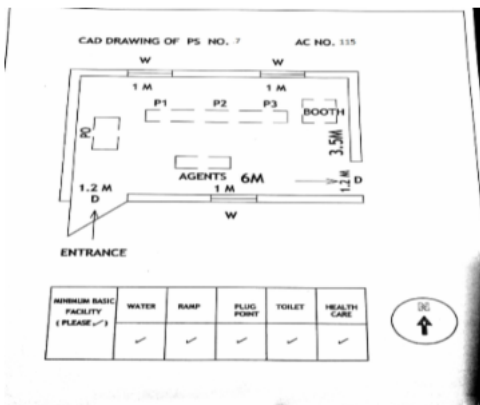 CAD DRAWING OF PS NO. 7 AC NO. 115
W W
1 M 1 M
P1 P2 P3
BOOTH
PO
3.5M
AGENTS 6M
1.2 M 1 M D
D 1.2 M
W
ENTRANCE
MINIMUM BASIC FACILITY ( PLEASE ✓ ) WATER RAMP PLUG POINT TOILET HEALTH CARE
✓ ✓ ✓ ✓ ✓
N